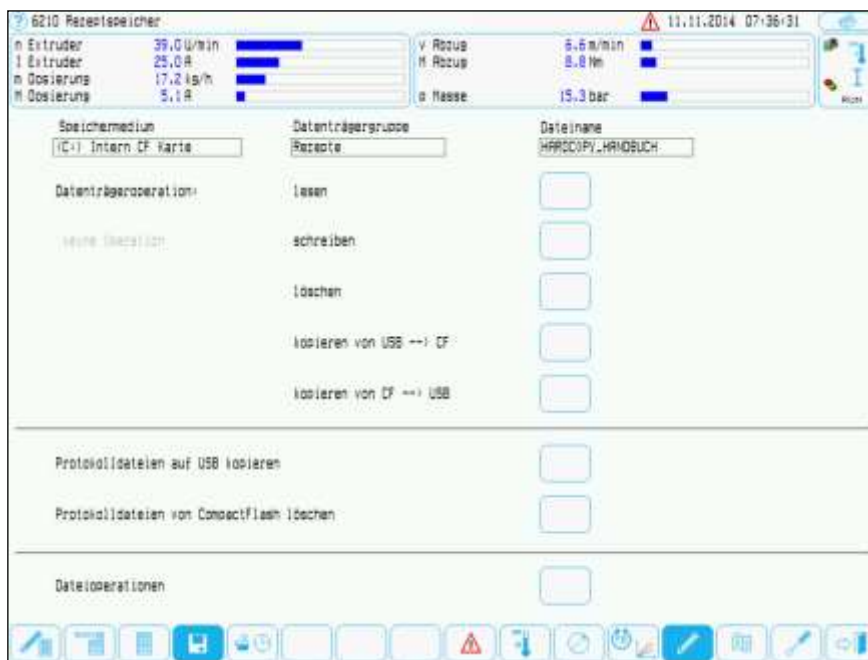 6210 Rezeptspeicher 11.11.2014 07:36:31
n Extruder 39.0 U/min v Abzug 6.6 m/min
I Extruder 25.0 A M Abzug 8.8 Nm
m Dosierung 17.2 kg/h
M Dosierung 5.1 A p Masse 15.3 bar
Speichermedium Datenträgergruppe Dateiname
(C:) Intern CF Karte Rezepte HARDCOPY_HANDBUCH
Datenträgeroperation: lesen
keine Operation schreiben
löschen
kopieren von USB --> CF
kopieren von CF --> USB
Protokolldateien auf USB kopieren
Protokolldateien von CompactFlash löschen
Dateioperationen